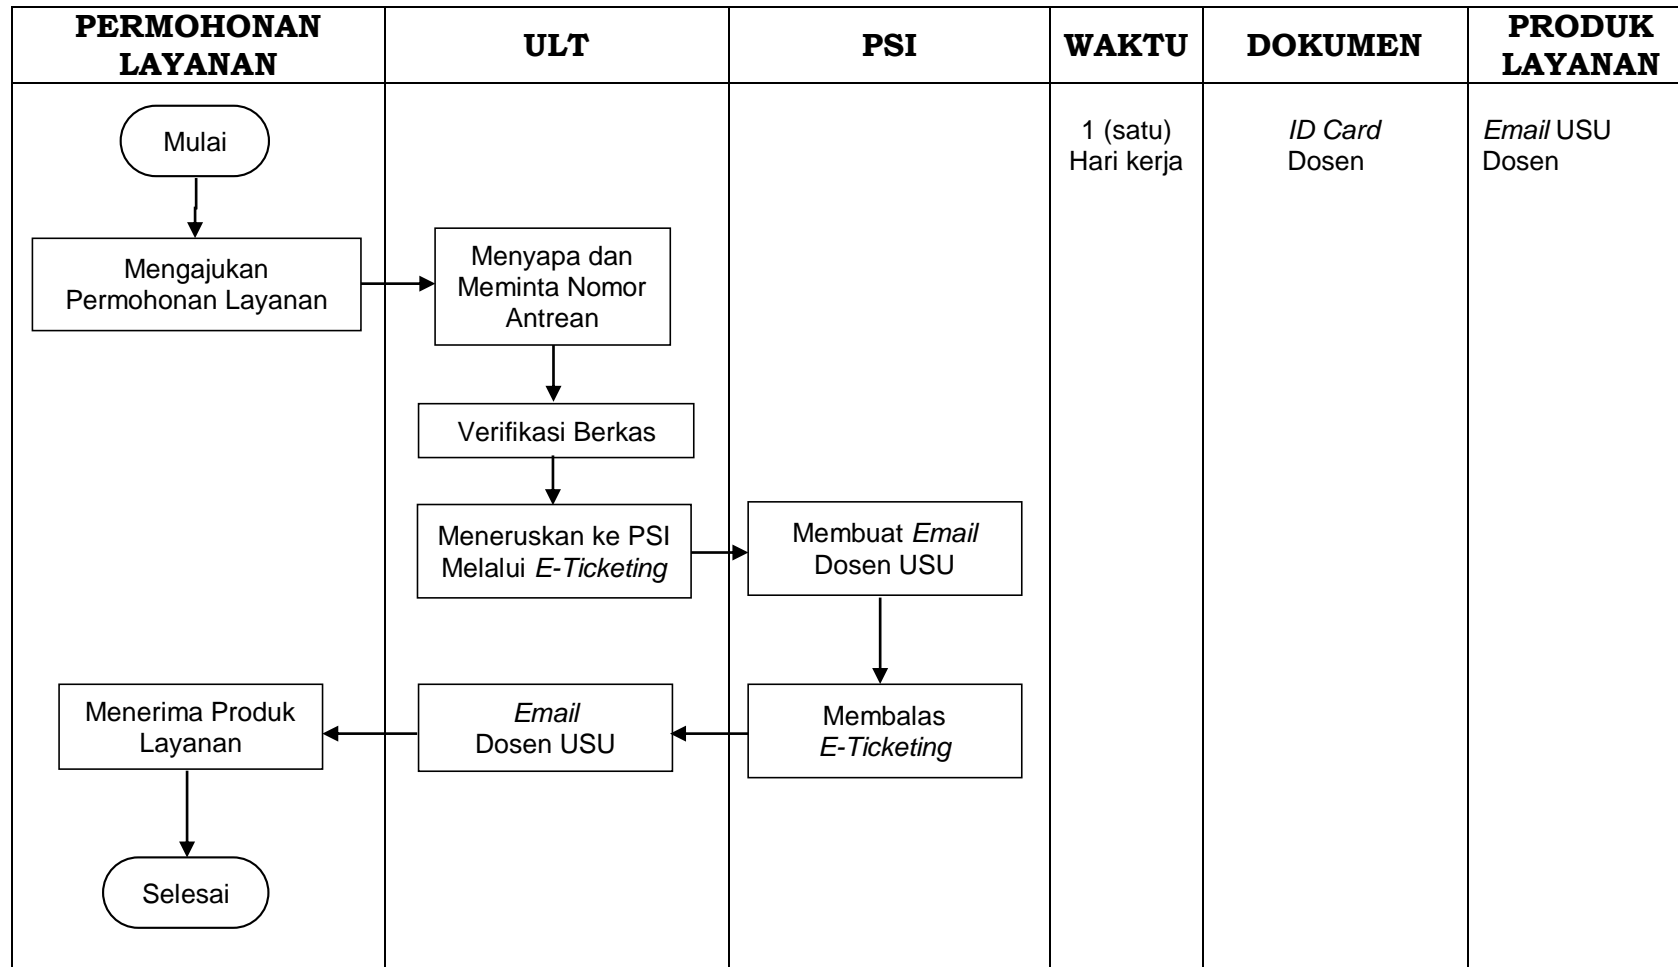 PERMOHONAN
LAYANAN
ULT
PSI
WAKTU
DOKUMEN
PRODUK
LAYANAN
Mulai
1 (satu)
Hari kerja
ID Card
Dosen
Email USU
Dosen
Mengajukan
Permohonan Layanan
Menyapa dan
Meminta Nomor
Antrean
Verifikasi Berkas
Meneruskan ke PSI
Melalui E-Ticketing
Membuat Email
Dosen USU
Membalas
E-Ticketing
Email
Dosen USU
Menerima Produk
Layanan
Selesai